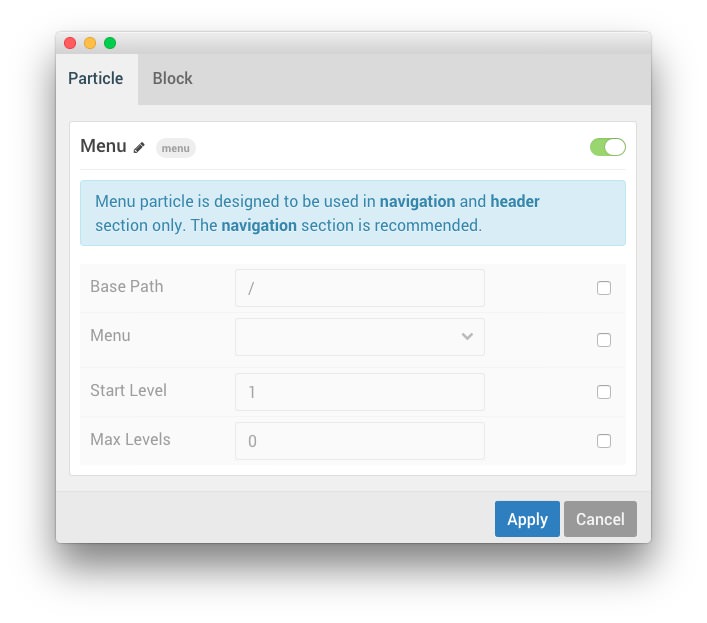 Particle Block
Menu menu
Menu particle is designed to be used in navigation and header
section only. The navigation section is recommended.
Base Path /
Menu
Start Level 1
Max Levels 0
Apply Cancel